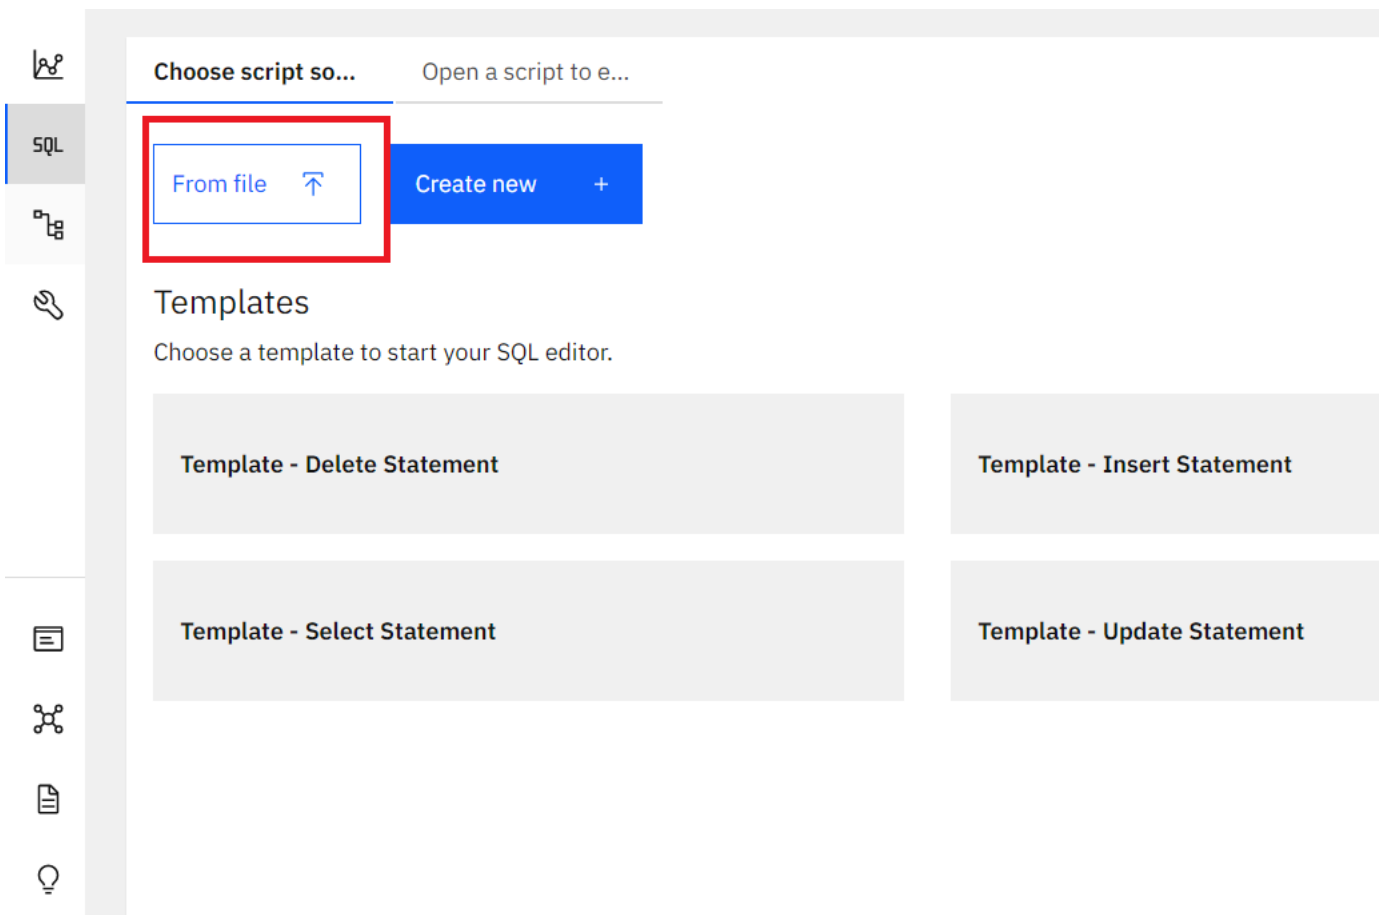 Choose script so...
Open a script to e...
SQL
From file
Create new +
Templates
Choose a template to start your SQL editor.
Template - Delete Statement
Template - Insert Statement
Template - Select Statement
Template - Update Statement